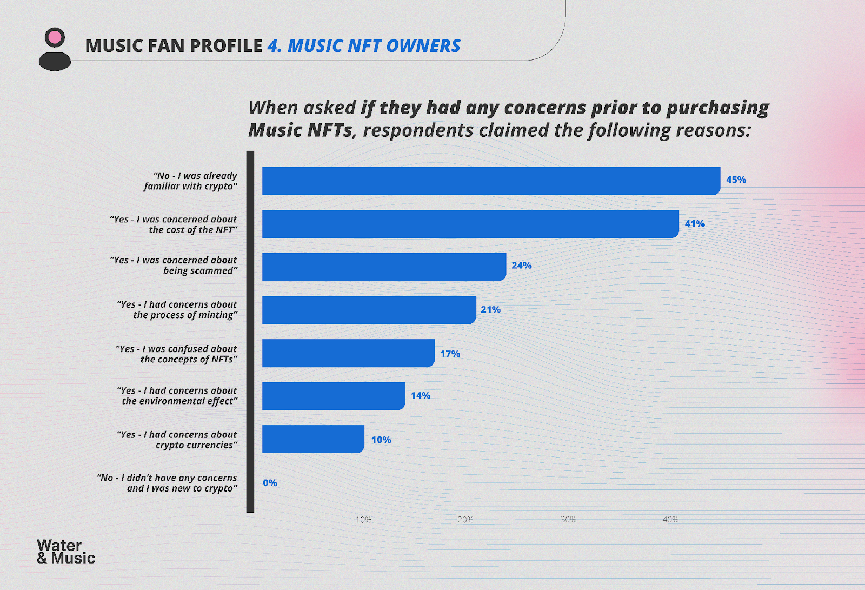 MUSIC FAN PROFILE 4. MUSIC NFT OWNERS
When asked if they had any concerns prior to purchasing
Music NFTs, respondents claimed the following reasons:
"No - I was already
familiar with crypto"
45%
"Yes - I was concerned about
the cost of the NFT"
41%
"Yes - I was concerned about
being scammed"
24%
"Yes - I had concerns about
the process of minting"
21%
"Yes - I was confused about
the concepts of NFTs"
17%
"Yes - I had concerns about
the environmental effect"
14%
"Yes - I had concerns about
crypto currencies"
10%
"No - I didn't have any concerns
and I was new to crypto"
0%
10% 20% 30% 40%
Water
& Music